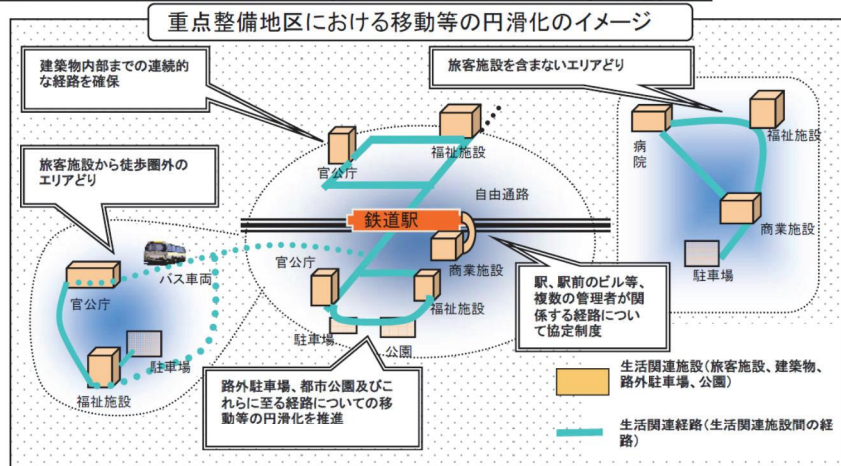 重点整備地区における移動等の円滑化のイメージ
建築物内部までの連続的
な経路を確保
旅客施設を含まないエリアどり
旅客施設から徒歩圏外の
エリアどり
官公庁
福祉施設
自由通路
鉄道駅
病
院
福祉施設
商業施設
駐車場
バス車両
官公庁
駐車場
福祉施設
官公庁
商業施設
福祉施設
駐車場
公園
駅、駅前のビル等、
複数の管理者が関
係する経路につい
て協定制度
路外駐車場、都市公園及びこ
れらに至る経路についての移
動等の円滑化を推進
生活関連施設(旅客施設、建築物、
路外駐車場、公園)
生活関連経路(生活関連施設間の経
路)